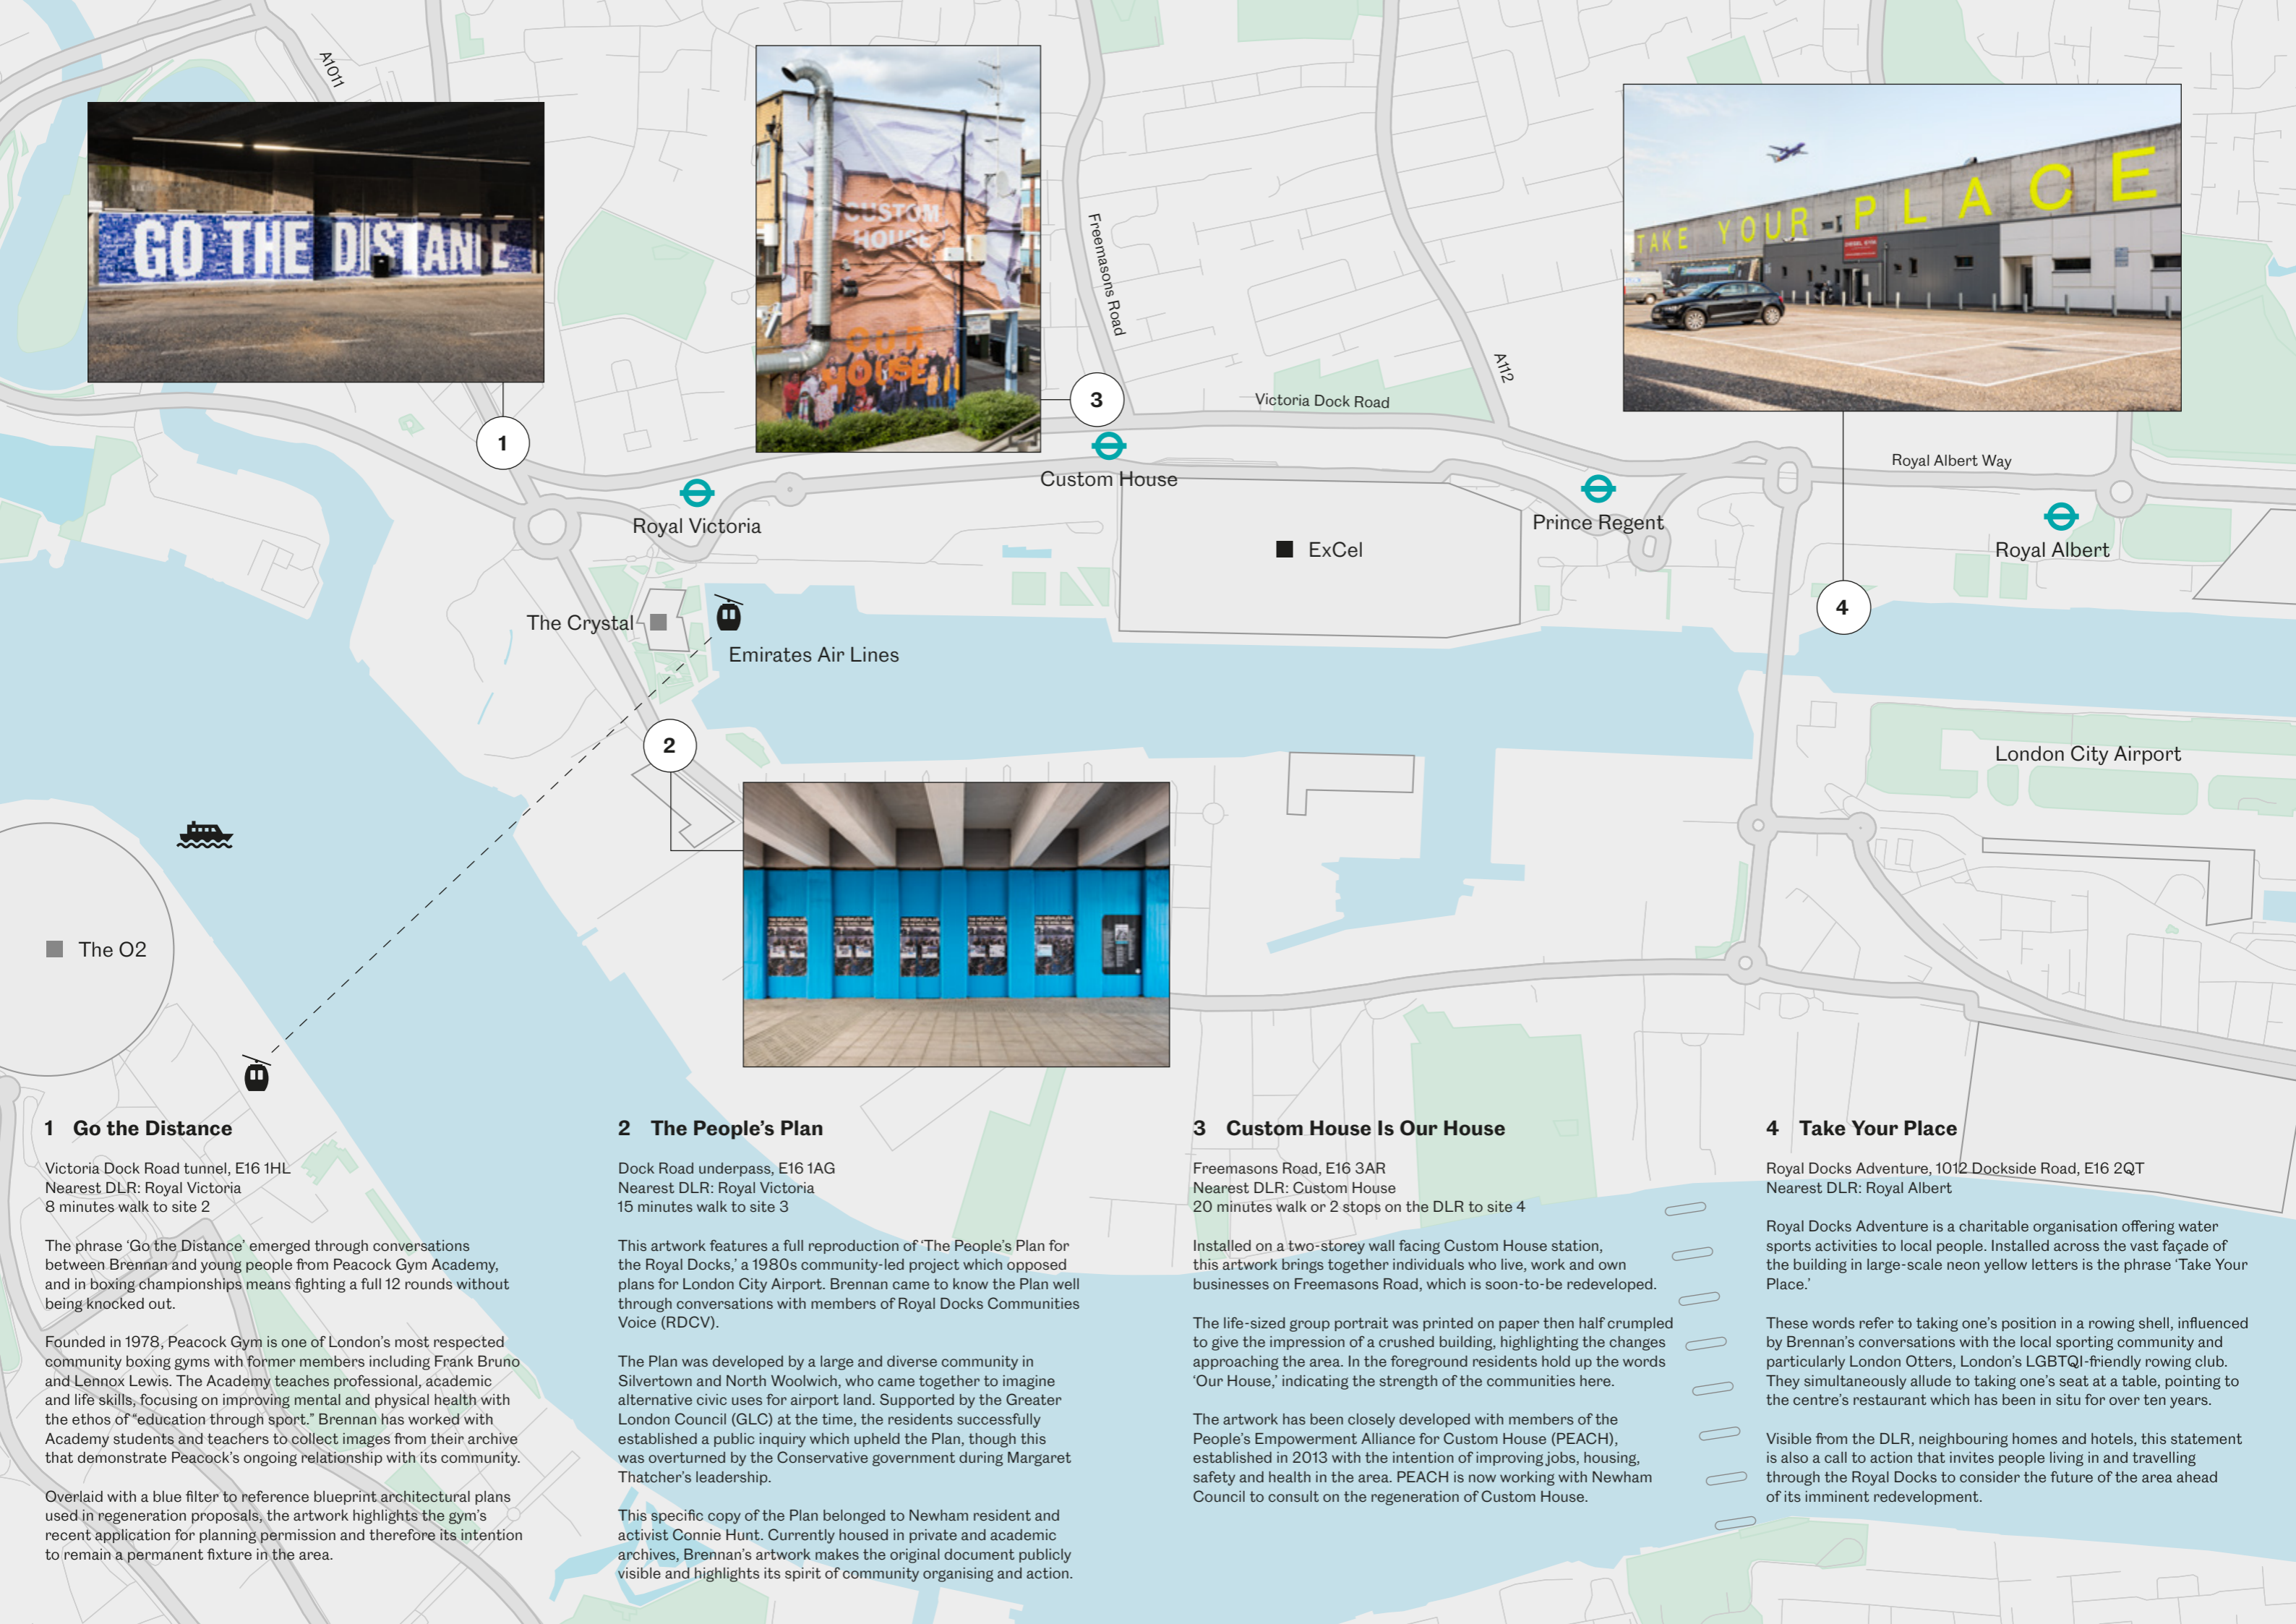 A1011
GO THE DISTANCE
CUSTOM
HOUSE
OUR
HOUSE
Freemasons Road
TAKE YOUR PLACE
1
3
Victoria Dock Road
A112
Royal Albert Way
Custom House
Royal Victoria
Prince Regent
Royal Albert
ExCel
4
The Crystal
Emirates Air Lines
2
London City Airport
The O2
1 Go the Distance
Victoria Dock Road tunnel, E16 1HL
Nearest DLR: Royal Victoria
8 minutes walk to site 2
The phrase ‘Go the Distance’ emerged through conversations
between Brennan and young people from Peacock Gym Academy,
and in boxing championships means fighting a full 12 rounds without
being knocked out.
Founded in 1978, Peacock Gym is one of London’s most respected
community boxing gyms with former members including Frank Bruno
and Lennox Lewis. The Academy teaches professional, academic
and life skills, focusing on improving mental and physical health with
the ethos of “education through sport.” Brennan has worked with
Academy students and teachers to collect images from their archive
that demonstrate Peacock’s ongoing relationship with its community.
Overlaid with a blue filter to reference blueprint architectural plans
used in regeneration proposals, the artwork highlights the gym’s
recent application for planning permission and therefore its intention
to remain a permanent fixture in the area.
2 The People’s Plan
Dock Road underpass, E16 1AG
Nearest DLR: Royal Victoria
15 minutes walk to site 3
This artwork features a full reproduction of ‘The People’s Plan for
the Royal Docks,’ a 1980s community-led project which opposed
plans for London City Airport. Brennan came to know the Plan well
through conversations with members of Royal Docks Communities
Voice (RDCV).
The Plan was developed by a large and diverse community in
Silvertown and North Woolwich, who came together to imagine
alternative civic uses for airport land. Supported by the Greater
London Council (GLC) at the time, the residents successfully
established a public inquiry which upheld the Plan, though this
was overturned by the Conservative government during Margaret
Thatcher’s leadership.
This specific copy of the Plan belonged to Newham resident and
activist Connie Hunt. Currently housed in private and academic
archives, Brennan’s artwork makes the original document publicly
visible and highlights its spirit of community organising and action.
3 Custom House Is Our House
Freemasons Road, E16 3AR
Nearest DLR: Custom House
20 minutes walk or 2 stops on the DLR to site 4
Installed on a two-storey wall facing Custom House station,
this artwork brings together individuals who live, work and own
businesses on Freemasons Road, which is soon-to-be redeveloped.
The life-sized group portrait was printed on paper then half crumpled
to give the impression of a crushed building, highlighting the changes
approaching the area. In the foreground residents hold up the words
‘Our House,’ indicating the strength of the communities here.
The artwork has been closely developed with members of the
People’s Empowerment Alliance for Custom House (PEACH),
established in 2013 with the intention of improving jobs, housing,
safety and health in the area. PEACH is now working with Newham
Council to consult on the regeneration of Custom House.
4 Take Your Place
Royal Docks Adventure, 1012 Dockside Road, E16 2QT
Nearest DLR: Royal Albert
Royal Docks Adventure is a charitable organisation offering water
sports activities to local people. Installed across the vast façade of
the building in large-scale neon yellow letters is the phrase ‘Take Your
Place.’
These words refer to taking one’s position in a rowing shell, influenced
by Brennan’s conversations with the local sporting community and
particularly London Otters, London’s LGBTQI-friendly rowing club.
They simultaneously allude to taking one’s seat at a table, pointing to
the centre’s restaurant which has been in situ for over ten years.
Visible from the DLR, neighbouring homes and hotels, this statement
is also a call to action that invites people living in and travelling
through the Royal Docks to consider the future of the area ahead
of its imminent redevelopment.